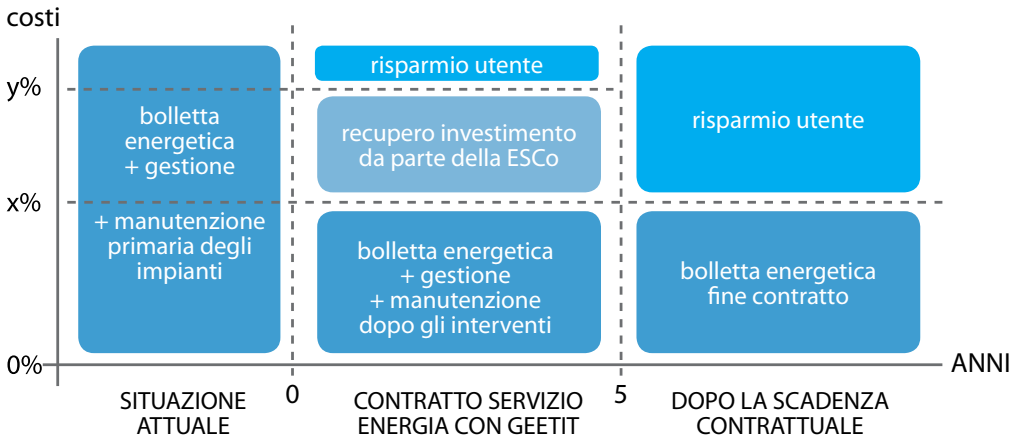 costi
y%
x%
0%
bolletta
energetica
+ gestione
+ manutenzione
primaria degli
impianti
risparmio utente
recupero investimento
da parte della ESCo
bolletta energetica
+ gestione
+ manutenzione
dopo gli interventi
risparmio utente
bolletta energetica
fine contratto
ANNI
0
5
SITUAZIONE
ATTUALE
CONTRATTO SERVIZIO
ENERGIA CON GEETIT
DOPO LA SCADENZA
CONTRATTUALE